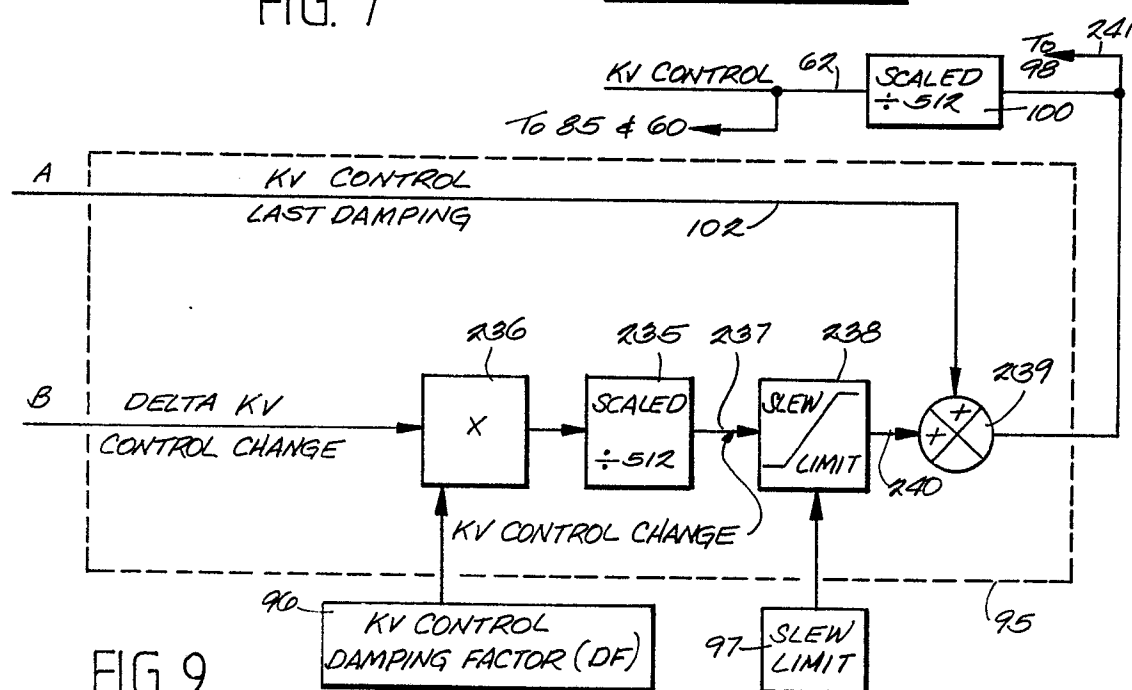 FIG. 7
241
To
98
KV CONTROL
62
SCALED
÷ 512
100
To 85 & 60
A
KV CONTROL
LAST DAMPING
102
236
235
237
238
239
B
DELTA KV
CONTROL CHANGE
X
SCALED
÷ 512
SLEW
LIMIT
+
+
240
KV CONTROL CHANGE
96
KV CONTROL
DAMPING FACTOR (DF)
97
SLEW
LIMIT
95
FIG. 9